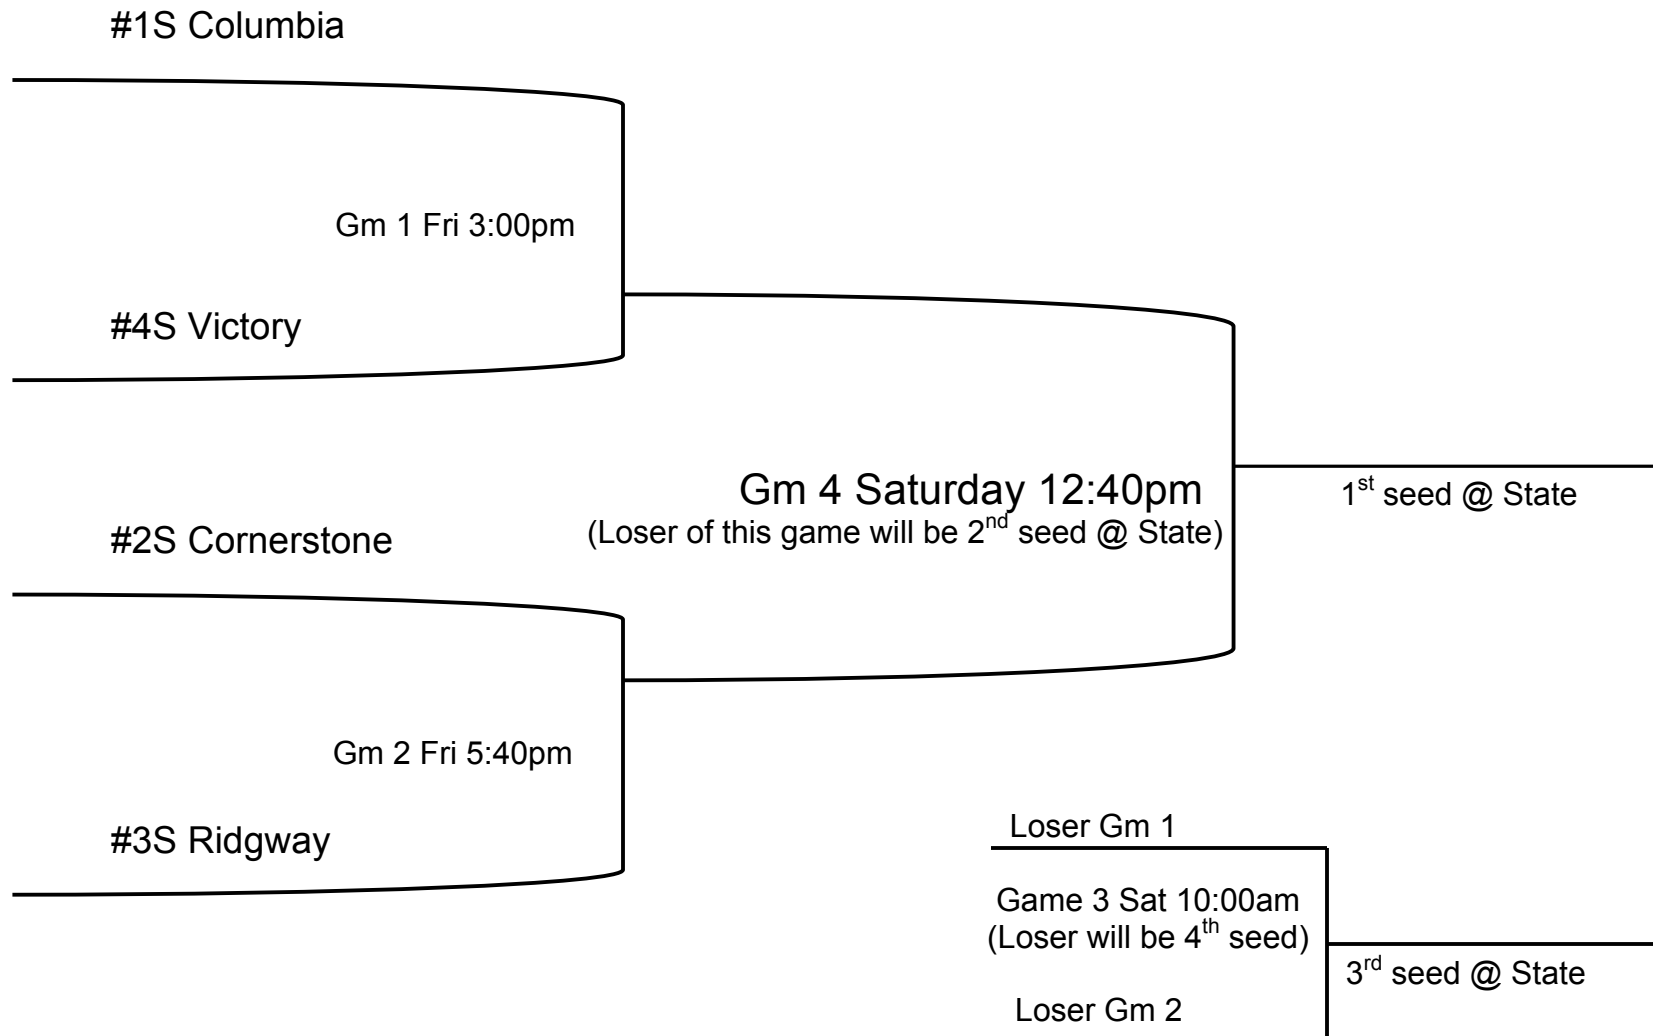 #1S Columbia
Gm 1 Fri 3:00pm
#4S Victory
Gm 4 Saturday 12:40pm
(Loser of this game will be 2nd seed @ State)
1st seed @ State
#2S Cornerstone
Gm 2 Fri 5:40pm
#3S Ridgway
Loser Gm 1
Game 3 Sat 10:00am
(Loser will be 4th seed)
3rd seed @ State
Loser Gm 2